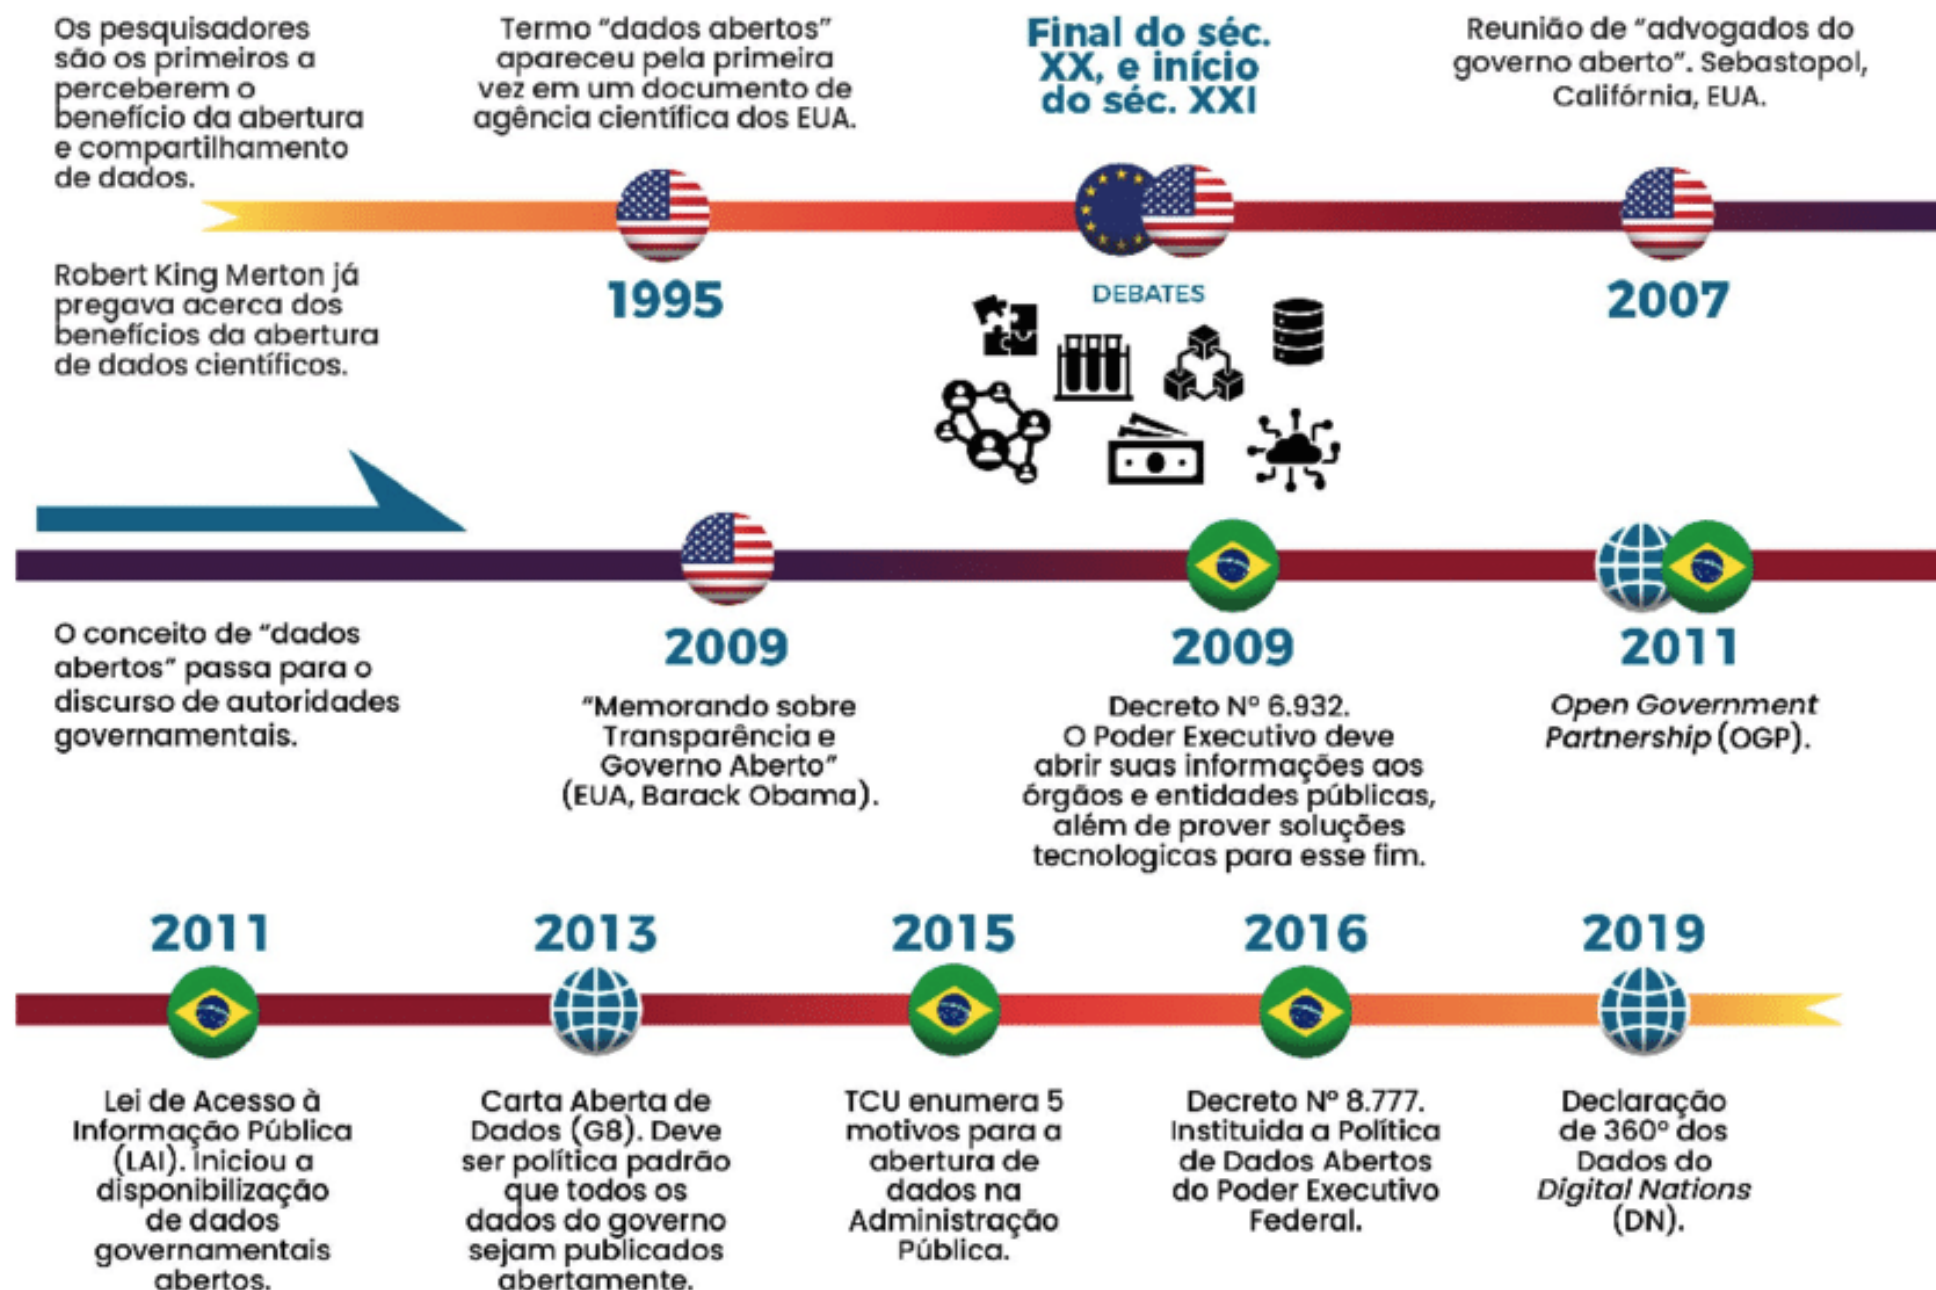 Os pesquisadores
são os primeiros a
perceberem o
benefício da abertura
e compartilhamento
de dados.
Robert King Merton já
pregava acerca dos
benefícios da abertura
de dados científicos.
Termo “dados abertos”
apareceu pela primeira
vez em um documento de
agência científica dos EUA.
1995
Final do séc.
XX, e início
do séc. XXI
DEBATES
Reunião de “advogados do
governo aberto”. Sebastopol,
Califórnia, EUA.
2007
O conceito de “dados
abertos” passa para o
discurso de autoridades
governamentais.
2009
“Memorando sobre
Transparência e
Governo Aberto”
(EUA, Barack Obama).
2009
Decreto Nº 6.932.
O Poder Executivo deve
abrir suas informações aos
órgãos e entidades públicas,
além de prover soluções
tecnologicas para esse fim.
2011
Open Government
Partnership (OGP).
2011
Lei de Acesso à
Informação Pública
(LAI). Iniciou a
disponibilização
de dados
governamentais
abertos.
2013
Carta Aberta de
Dados (G8). Deve
ser política padrão
que todos os
dados do governo
sejam publicados
abertamente.
2015
TCU enumera 5
motivos para a
abertura de
dados na
Administração
Pública.
2016
Decreto Nº 8.777.
Instituida a Política
de Dados Abertos
do Poder Executivo
Federal.
2019
Declaração
de 360º dos
Dados do
Digital Nations
(DN).